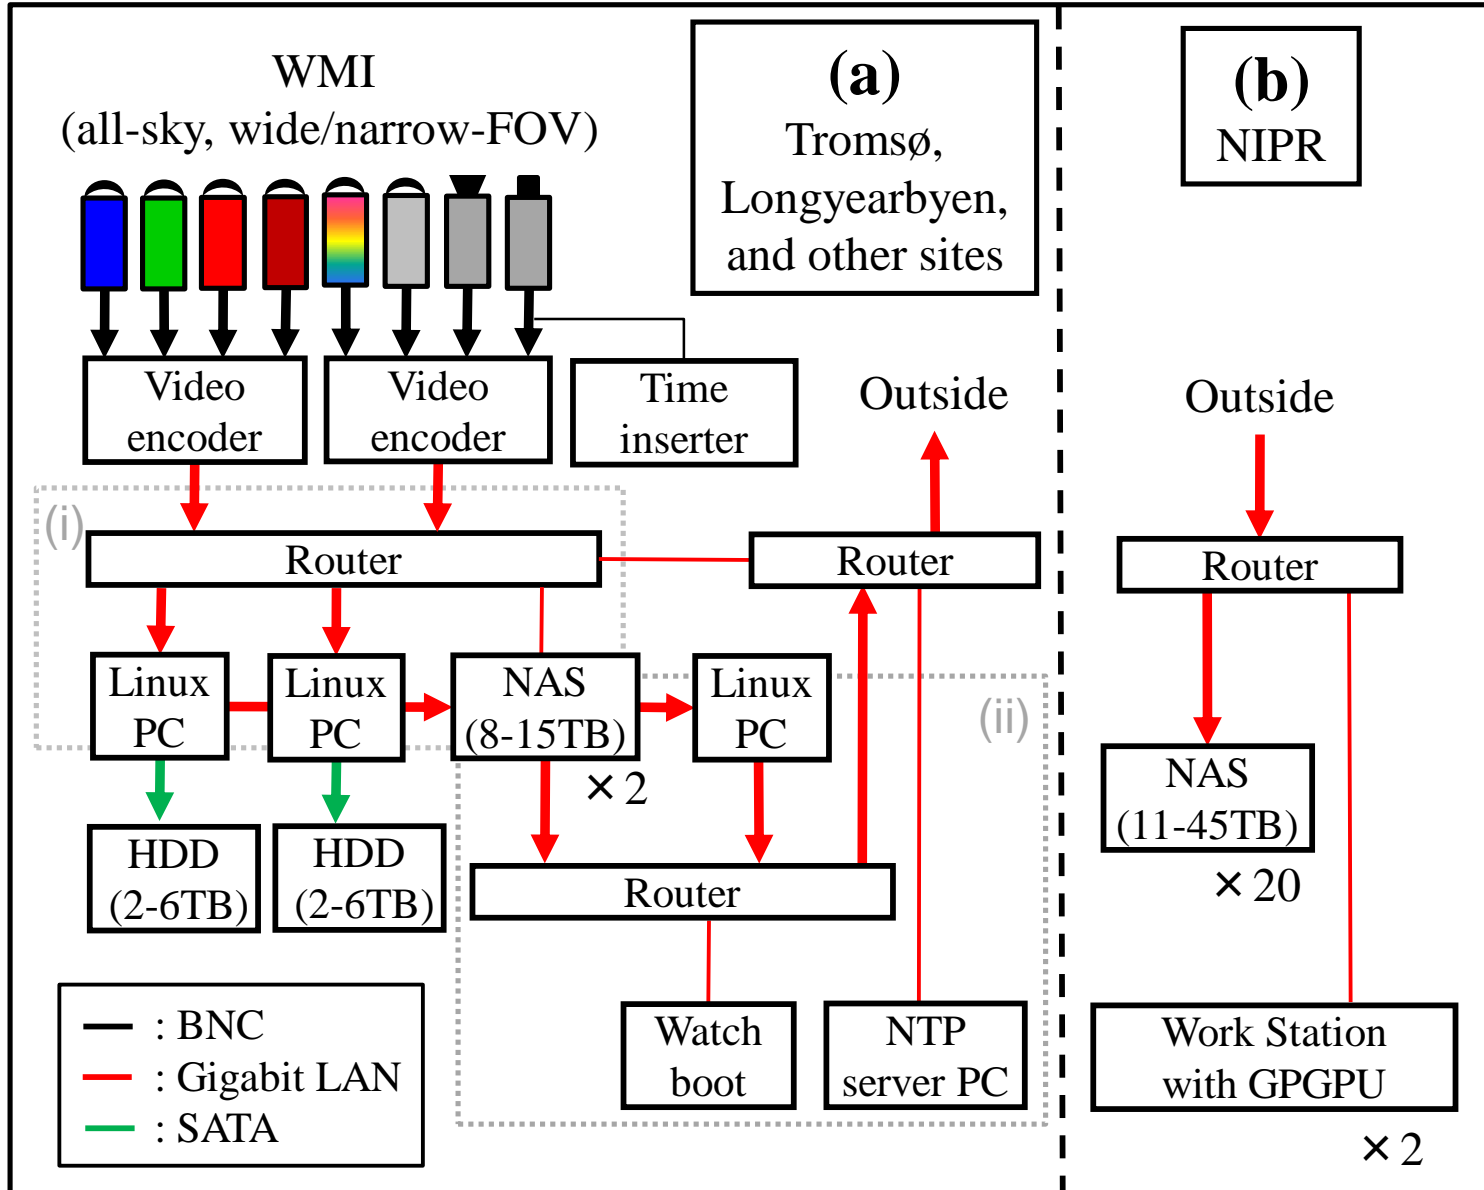 WMI
(all-sky, wide/narrow-FOV)
(a)
Tromsø,
Longyearbyen,
and other sites
(b)
NIPR
Video
encoder
Video
encoder
Time
inserter
Outside
Outside
(i)
Router
Router
Router
Linux
PC
Linux
PC
NAS
(8-15TB)
×2
Linux
PC
(ii)
NAS
(11-45TB)
×20
HDD
(2-6TB)
HDD
(2-6TB)
Router
Watch
boot
NTP
server PC
Work Station
with GPGPU
×2
: BNC
: Gigabit LAN
: SATA